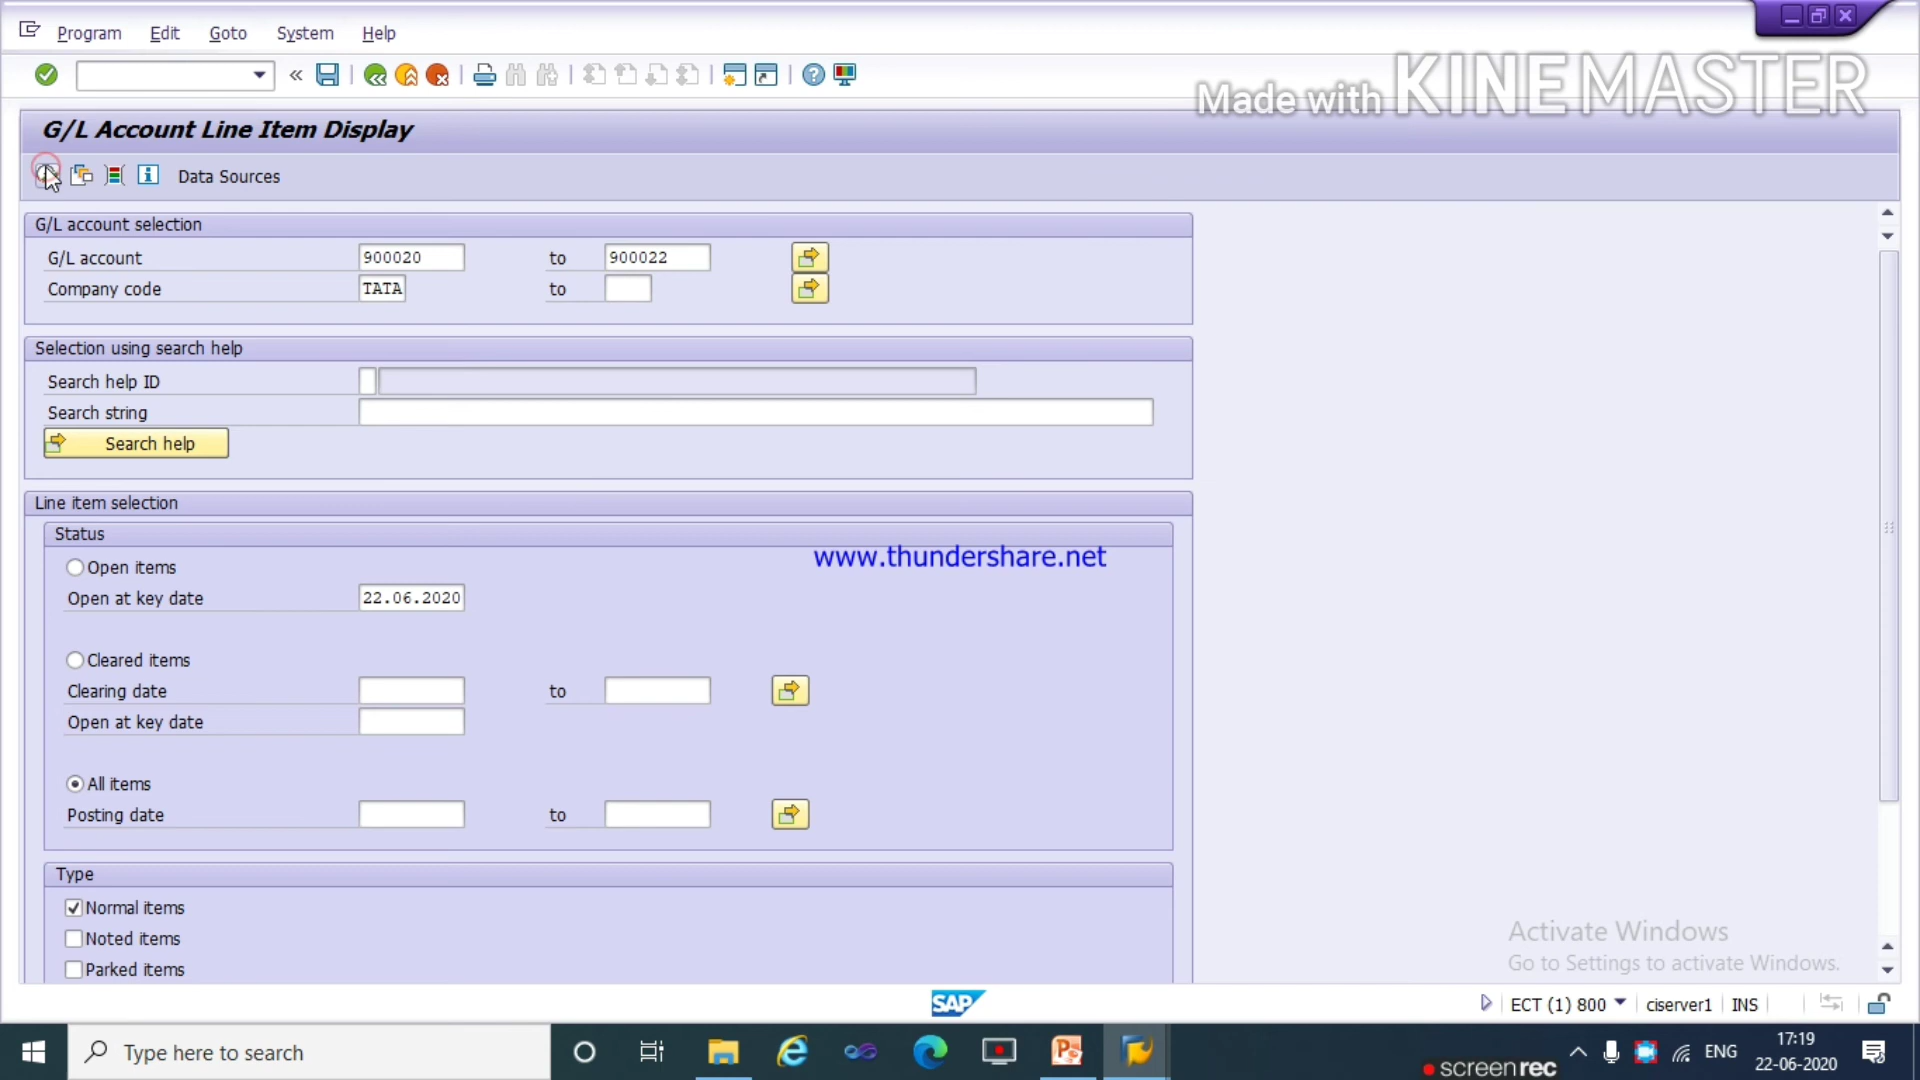 Program Edit Goto System Help
Made with KINEMASTER
G/L Account Line Item Display
Data Sources
G/L account selection
G/L account 900020 to 900022
Company code TATA to
Selection using search help
Search help ID
Search string
Search help
Line item selection
Status
www.thundershare.net
Open items
Open at key date 22.06.2020
Cleared items
Clearing date to
Open at key date
All items
Posting date to
Type
Normal items
Noted items
Parked items
Activate Windows
Go to Settings to activate Windows.
SAP
ECT (1) 800 ciserver1 INS
Type here to search
ENG
17:19
22-06-2020
screenrec